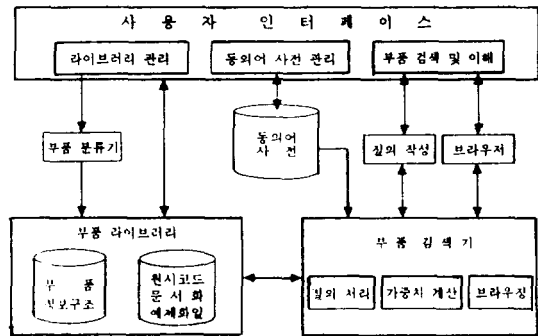 사 용 자 인 터 페 이 스
라이브러리 관리
동의어 사전 관리
부품 검색 및 이해
부품 분류기
동의어
사 전
질의 작성
브라우저
부품 라이브러리
부 품
정보구조
원시코드
문서화
예제화일
부 품 검 색 기
질의 처리
가중치 계산
브라우징